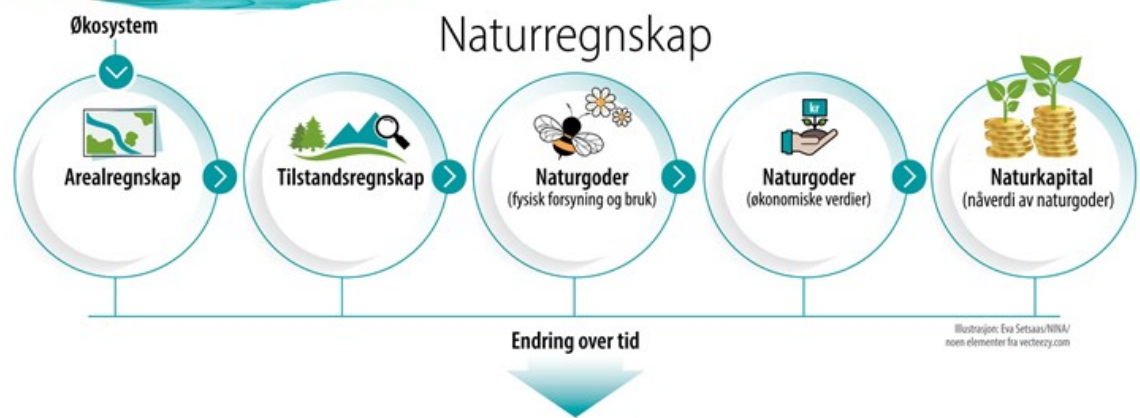 Økosystem
Naturregnskap
Arealregnskap
Tilstandsregnskap
Naturgoder
(fysisk forsyning og bruk)
kr
Naturgoder
(økonomiske verdier)
Naturkapital
(nåverdi av naturgoder)
Endring over tid
Illustrasjon: Eva Setsaas/NINA/
noen elementer fra vecteezy.com